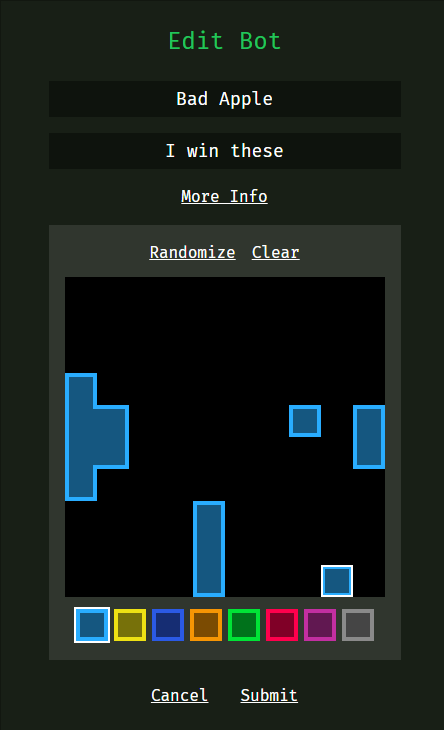 Edit Bot
Bad Apple
I win these
More Info
Randomize Clear
Cancel Submit